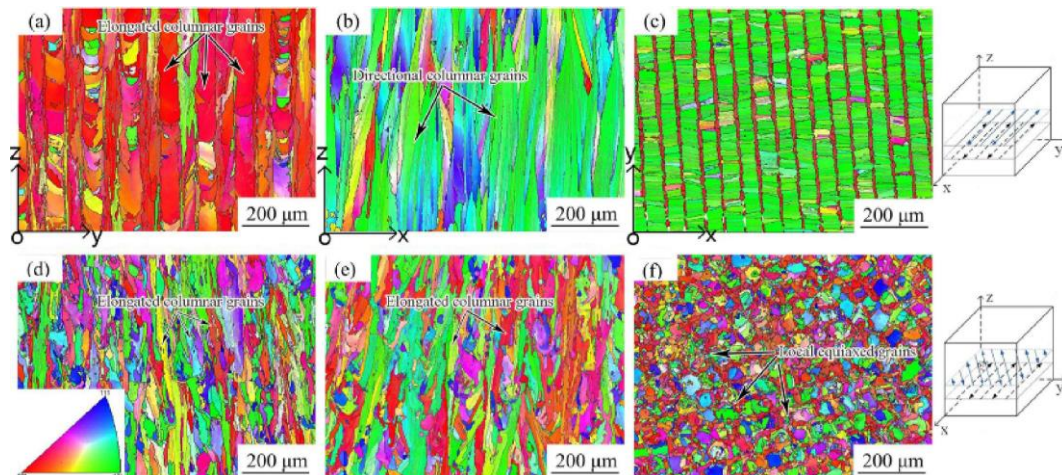 (a)
Elongated columnar grains
z
o
y
200 μm
(b)
Directional columnar grains
z
o
x
200 μm
(c)
y
o
x
200 μm
z
y
x
(d)
Elongated columnar grains
200 μm
(e)
Elongated columnar grains
200 μm
(f)
Local equiaxed grains
200 μm
z
y
x